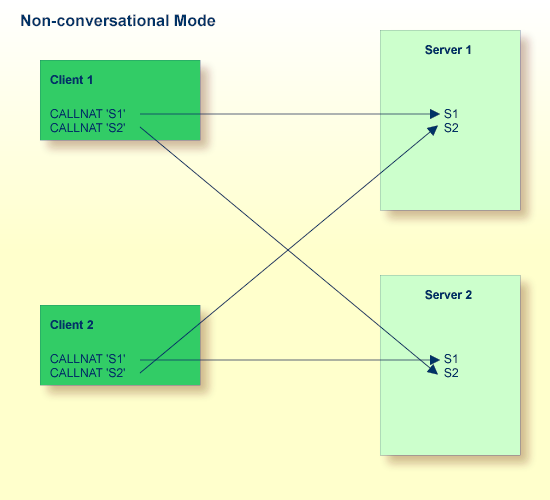 Non-conversational Mode
Client 1
CALLNAT 'S1'
CALLNAT 'S2'
Server 1
S1
S2
Client 2
CALLNAT 'S1'
CALLNAT 'S2'
Server 2
S1
S2